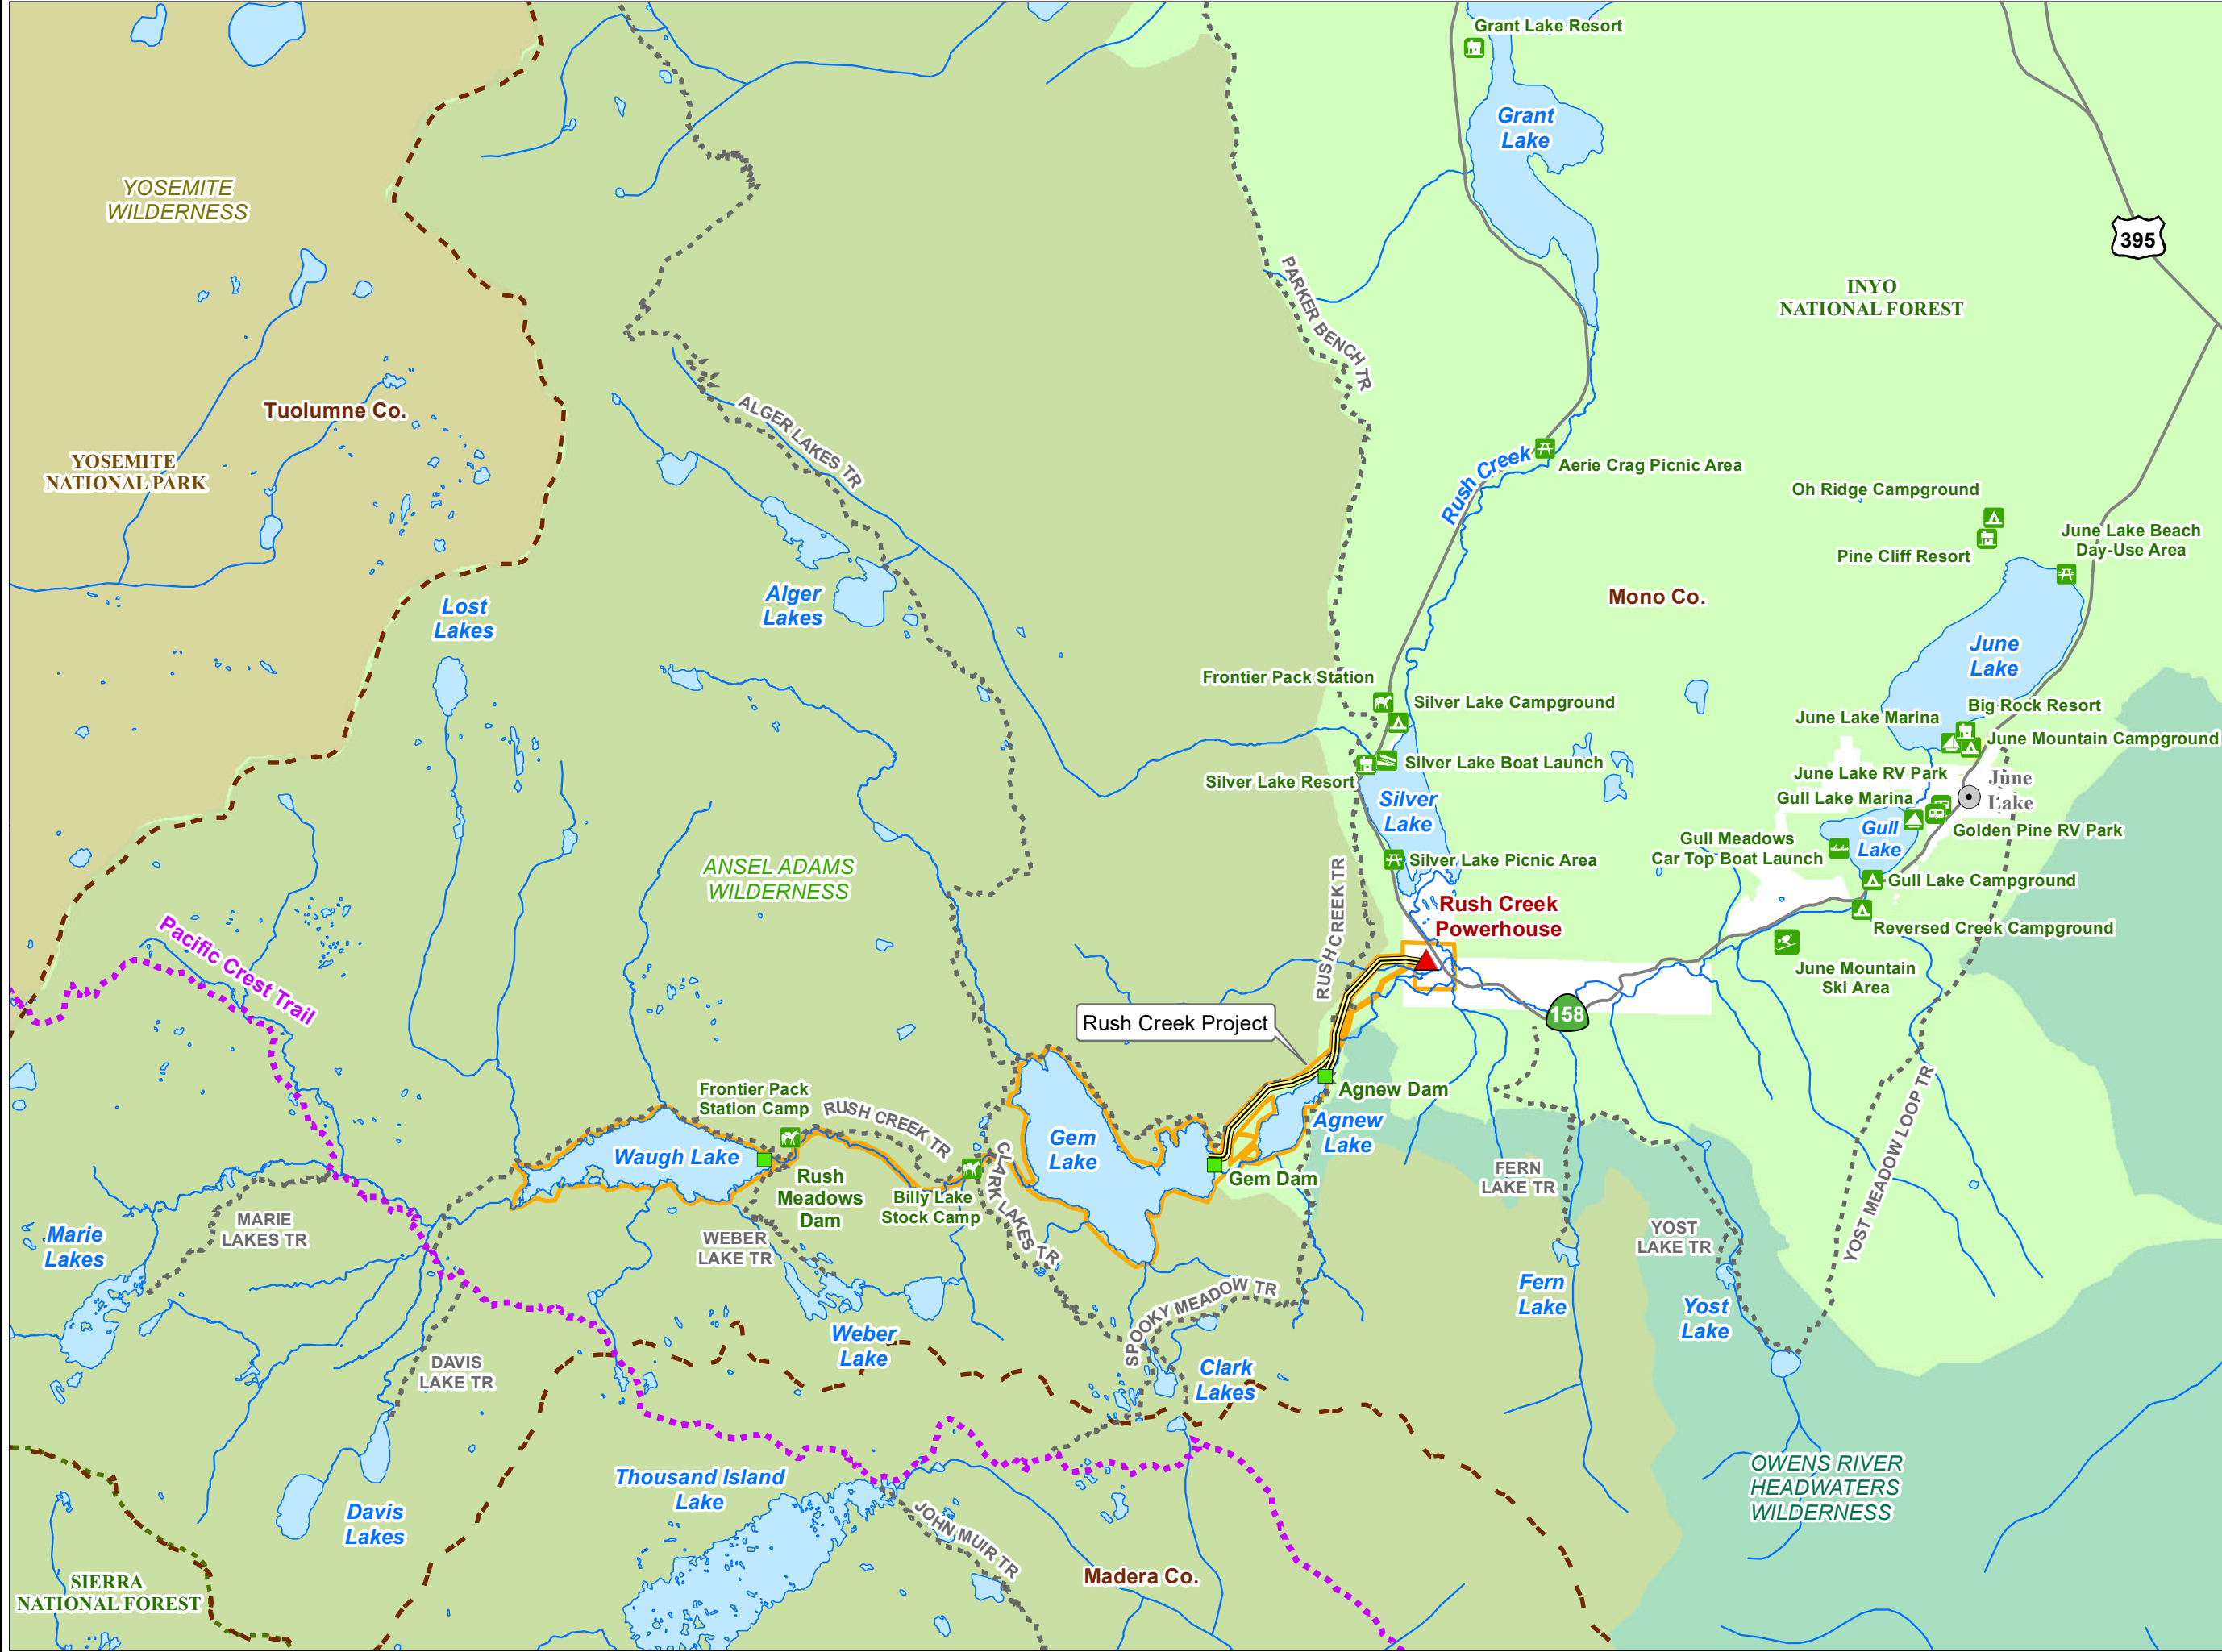 Grant Lake Resort
Grant
Lake
YOSEMITE
WILDERNESS
395
PARKER BENCH TR
INYO
NATIONAL FOREST
Tuolumne Co.
ALGER LAKES TR
YOSEMITE
NATIONAL PARK
Rush Creek
Aerie Crag Picnic Area
Oh Ridge Campground
June Lake Beach
Day-Use Area
Pine Cliff Resort
Lost
Lakes
Alger
Lakes
Mono Co.
June
Lake
Frontier Pack Station
Silver Lake Campground
Big Rock Resort
June Lake Marina
June Mountain Campground
Silver Lake Boat Launch
Silver Lake Resort
June Lake RV Park
June
Lake
Silver
Lake
Gull Lake Marina
Golden Pine RV Park
Gull
Lake
Gull Meadows
Car Top Boat Launch
Silver Lake Picnic Area
ANSEL ADAMS
WILDERNESS
RUSH CREEK TR
Gull Lake Campground
Rush Creek
Powerhouse
Reversed Creek Campground
Pacific Crest Trail
June Mountain
Ski Area
158
Rush Creek Project
Frontier Pack
Station Camp
RUSH CREEK TR
Agnew Dam
Agnew
Lake
YOST MEADOW LOOP TR
Waugh Lake
Gem
Lake
Rush
Meadows
Dam
Billy Lake
Stock Camp
CLARK LAKES TR
Gem Dam
FERN
LAKE TR
Marie
Lakes
MARIE
LAKES TR
WEBER
LAKE TR
YOST
LAKE TR
SPOOKY MEADOW TR
Fern
Lake
Yost
Lake
Weber
Lake
DAVIS
LAKE TR
Clark
Lakes
Thousand Island
Lake
Davis
Lakes
JOHN MUIR TR
OWENS RIVER
HEADWATERS
WILDERNESS
Madera Co.
SIERRA
NATIONAL FOREST